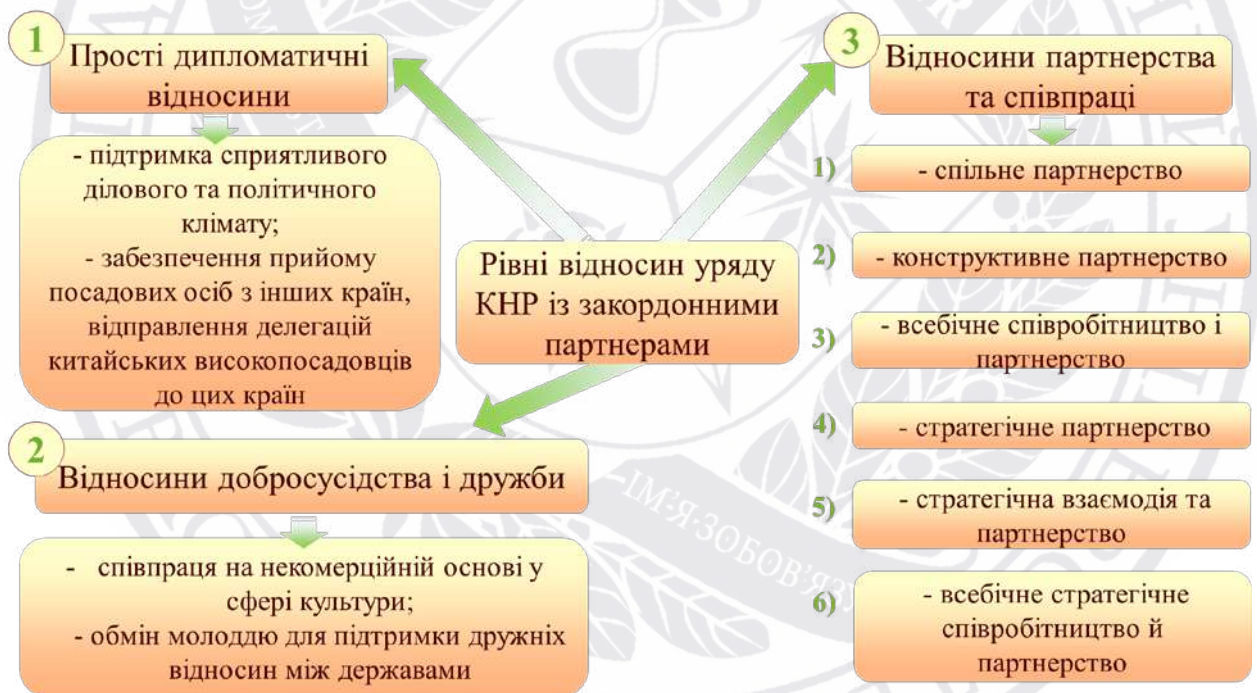 Рівні відносин уряду
КНР із закордонними
партнерами
1
Прості дипломатичні
відносини
- підтримка сприятливого
ділового та політичного
клімату;
- забезпечення прийому
посадових осіб з інших країн,
відправлення делегацій
китайських високопосадовців
до цих країн
2
Відносини добросусідства і дружби
- співпраця на некомерційній основі у
сфері культури;
- обмін молоддю для підтримки дружніх
відносин між державами
3
Відносини партнерства
та співпраці
1)
- спільне партнерство
2)
- конструктивне партнерство
3)
- всебічне співробітництво і
партнерство
4)
- стратегічне партнерство
5)
- стратегічна взаємодія та
партнерство
6)
- всебічне стратегічне
співробітництво й
партнерство